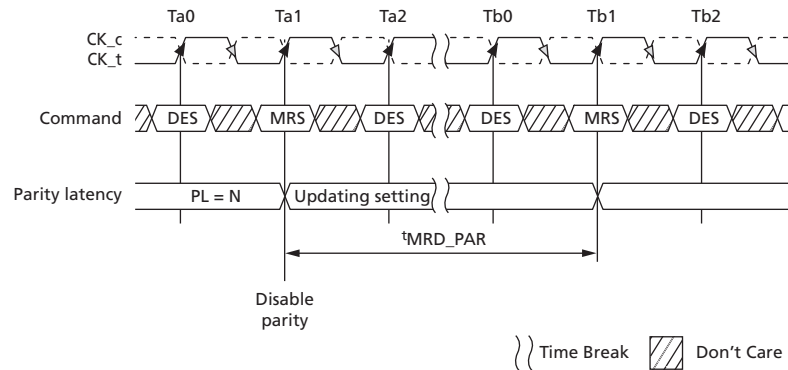 Ta0 Ta1 Ta2 Tb0 Tb1 Tb2
CK_c
CK_t
Command DES MRS DES DES MRS DES
Parity latency PL = N Updating setting
tMRD_PAR
Disable
parity
Time Break Don't Care